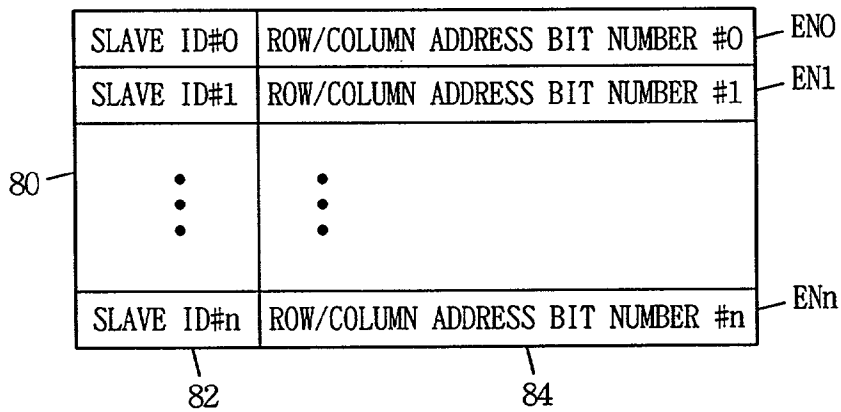 SLAVE ID#0 ROW/COLUMN ADDRESS BIT NUMBER #0 EN0
SLAVE ID#1 ROW/COLUMN ADDRESS BIT NUMBER #1 EN1
80
SLAVE ID#n ROW/COLUMN ADDRESS BIT NUMBER #n ENn
82 84